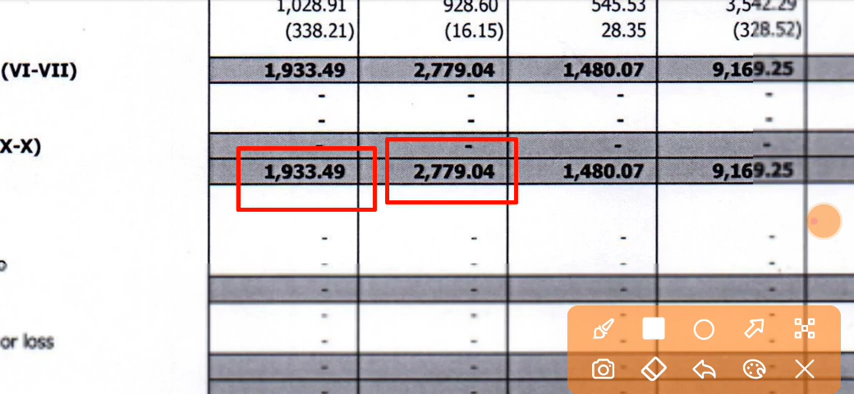 1,028.91 928.60 545.53 3,542.29
(338.21) (16.15) 28.35 (328.52)
(VI-VII) 1,933.49 2,779.04 1,480.07 9,169.25
- - - -
- - - -
X-X) - - - -
1,933.49 2,779.04 1,480.07 9,169.25
- - - -
- - - -
- - - -
- - - -
or loss - - - -
- - - -
- - - -